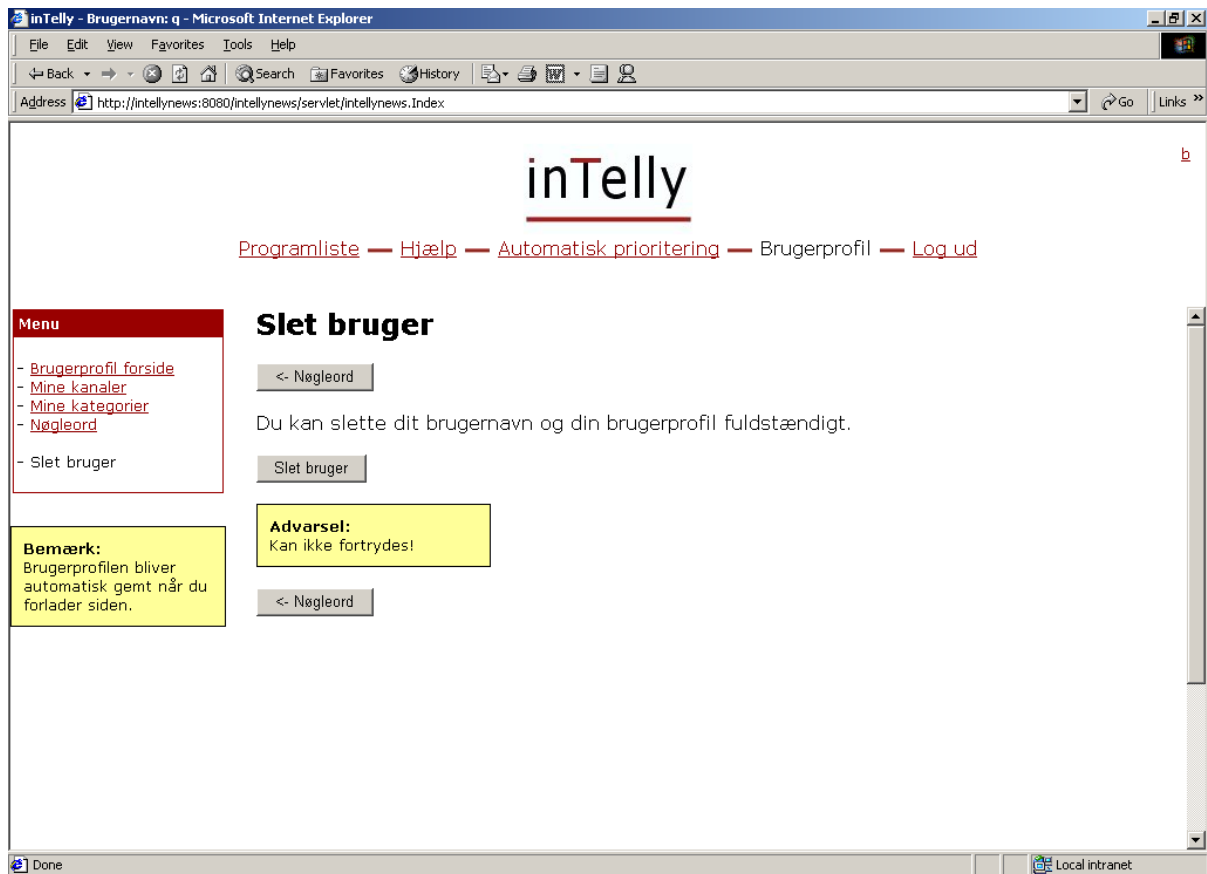 inTelly - Brugernavn: q - Microsoft Internet Explorer
File Edit View Favorites Tools Help
Back Search Favorites History
Address http://intellynews:8080/intellynews/servlet/intellynews.Index Go Links »
b
inTelly
Programliste — Hjælp — Automatisk prioritering — Brugerprofil — Log ud
Menu
- Brugerprofil forside
- Mine kanaler
- Mine kategorier
- Nøgleord
- Slet bruger
Bemærk:
Brugerprofilen bliver
automatisk gemt når du
forlader siden.
Slet bruger
<- Nøgleord
Du kan slette dit brugernavn og din brugerprofil fuldstændigt.
Slet bruger
Advarsel:
Kan ikke fortrydes!
<- Nøgleord
Done Local intranet